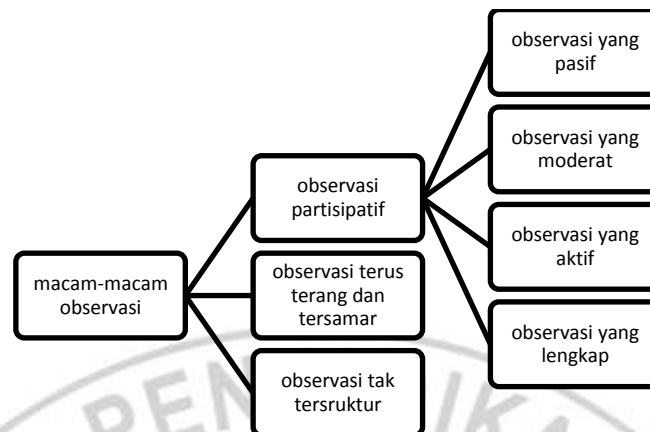 macam-macam
observasi
observasi
partisipatif
observasi terus
terang dan
tersamar
observasi tak
tersruktur
observasi yang
pasif
observasi yang
moderat
observasi yang
aktif
observasi yang
lengkap